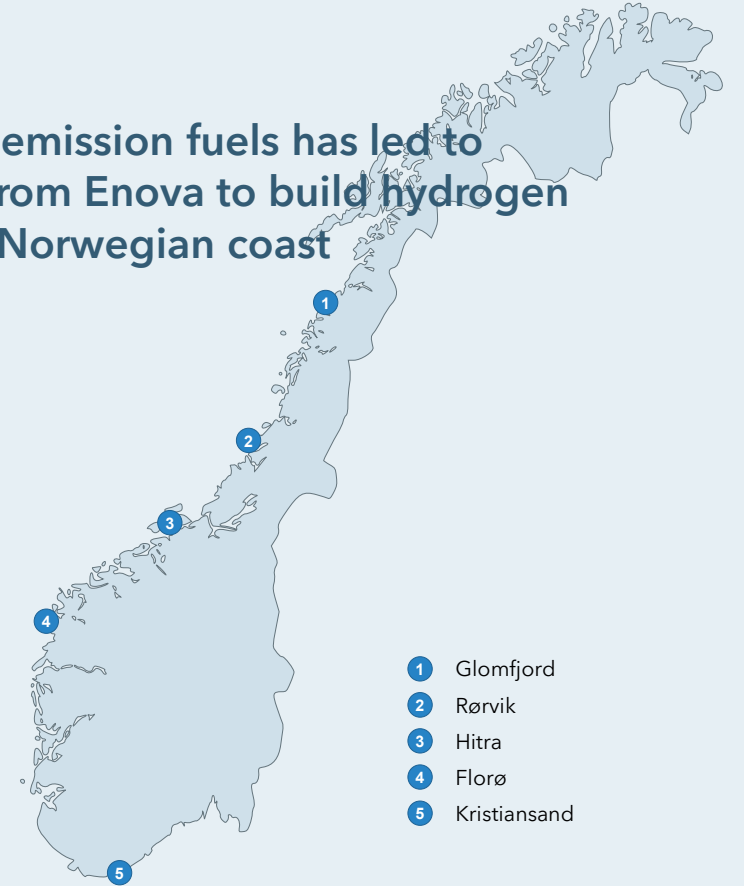 emission fuels has led to
rom Enova to build hydrogen
Norwegian coast
1
2
3
4
5
1 Glomfjord
2 Rørvik
3 Hitra
4 Florø
5 Kristiansand